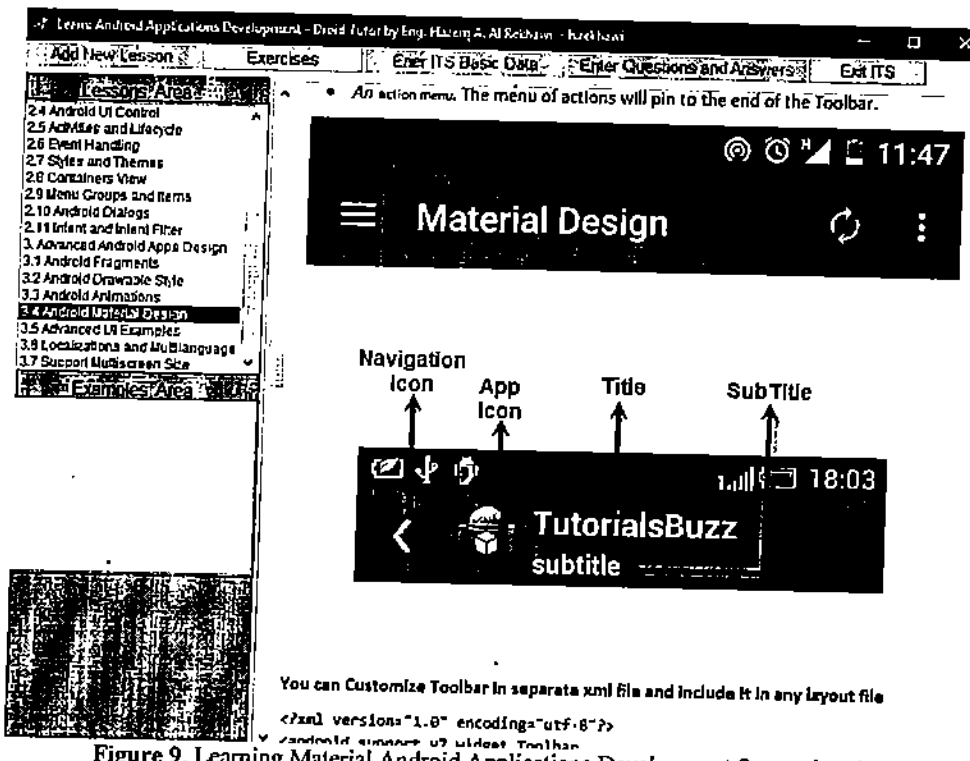 Learn Android Applications Development - Droid Tutor by Eng. Hazem A. Al Rekhawi - hrekhawi
Add New Lesson
Exercises
Enter ITS Basic Data
Enter Questions and Answers
Exit ITS
Lessons Area
2.4 Android UI Control
2.5 Activities and Lifecycle
2.6 Event Handling
2.7 Styles and Themes
2.8 Containers View
2.9 Menu Groups and Items
2.10 Android Dialogs
2.11 Intent and Intent Filter
3. Advanced Android Apps Design
3.1 Android Fragments
3.2 Android Drawable Style
3.3 Android Animations
3.4 Android Material Design
3.5 Advanced UI Examples
3.6 Localizations and Multilanguage
3.7 Support Multiscreen Size
Examples Area
• An action menu. The menu of actions will pin to the end of the Toolbar.
H 11:47
Material Design
Navigation Icon
App Icon
Title
SubTitle
18:03
TutorialsBuzz
subtitle
You can Customize Toolbar in separata xml file and include it in any layout file
<?xml version="1.0" encoding="utf-8"?>
<android.support.v7.widget.Toolbar
Figure 9. Learning Material Android Applications Development